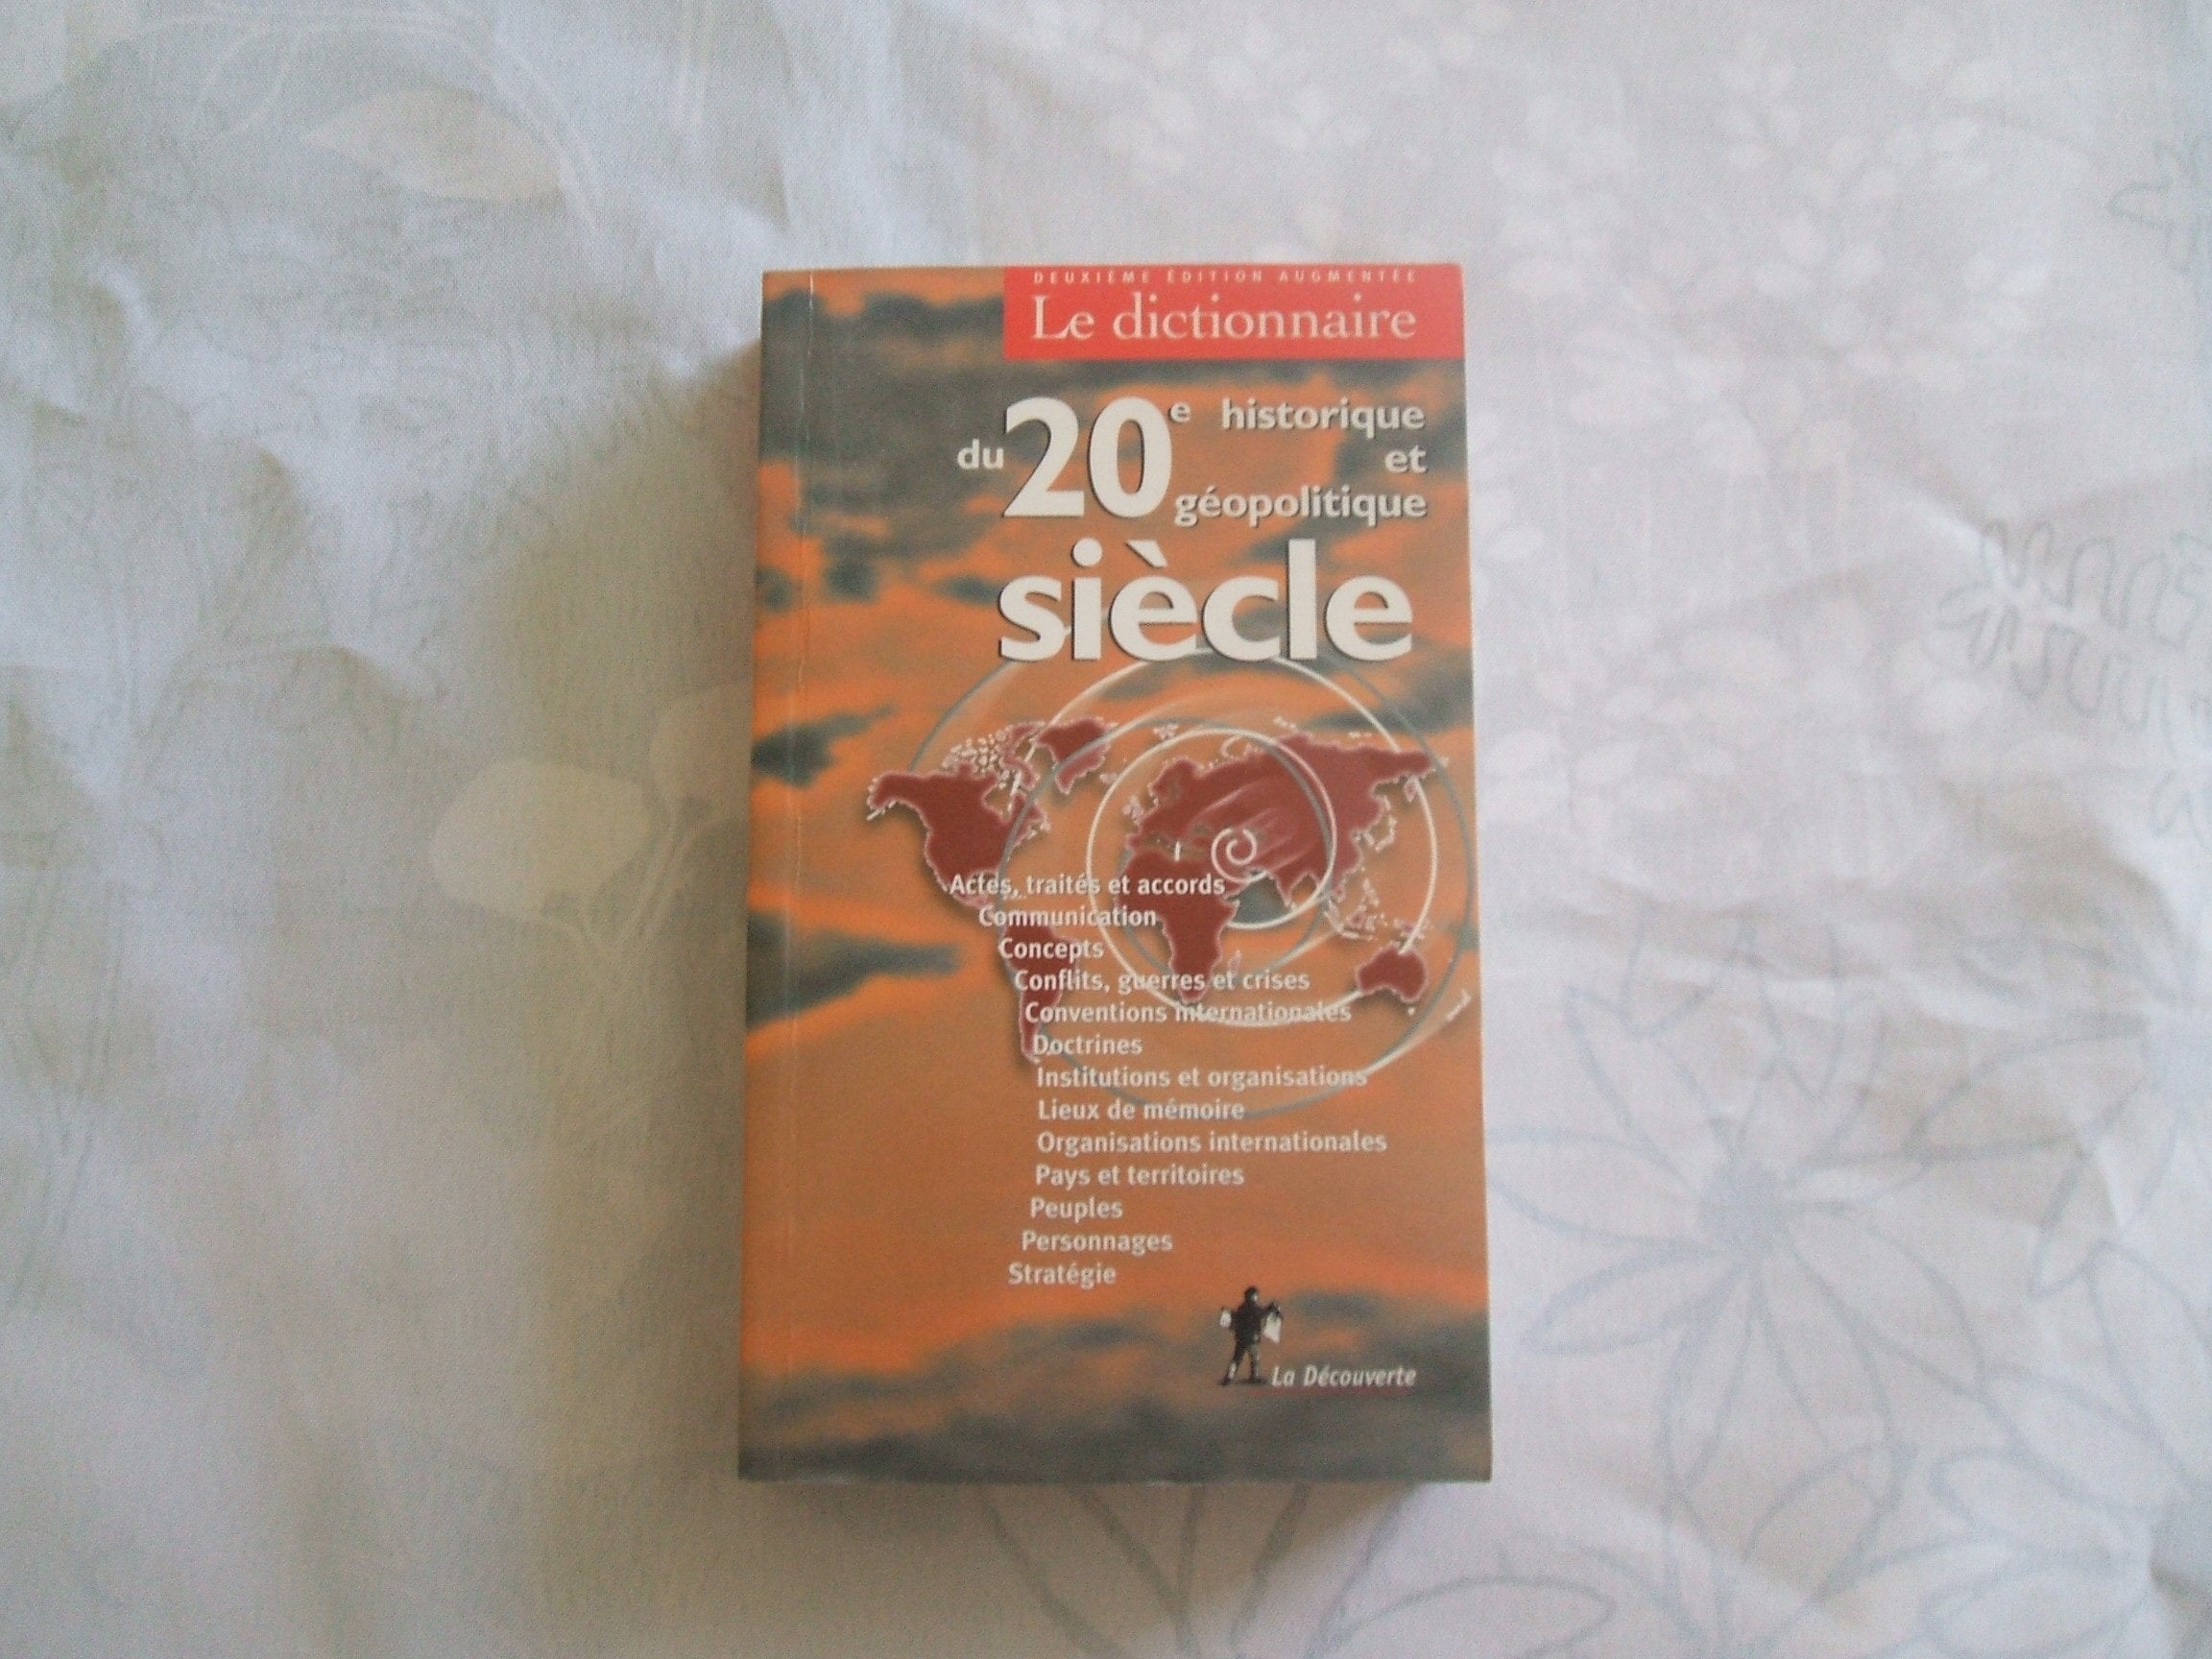 DEUXIÈME ÉDITION AUGMENTÉE
Le dictionnaire
historique
et
géopolitique
du 20e
siècle
Actes, traités et accords
Communication
Concepts
Conflits, guerres et crises
Conventions internationales
Doctrines
Institutions et organisations
Lieux de mémoire
Organisations internationales
Pays et territoires
Peuples
Personnages
Stratégie
La Découverte